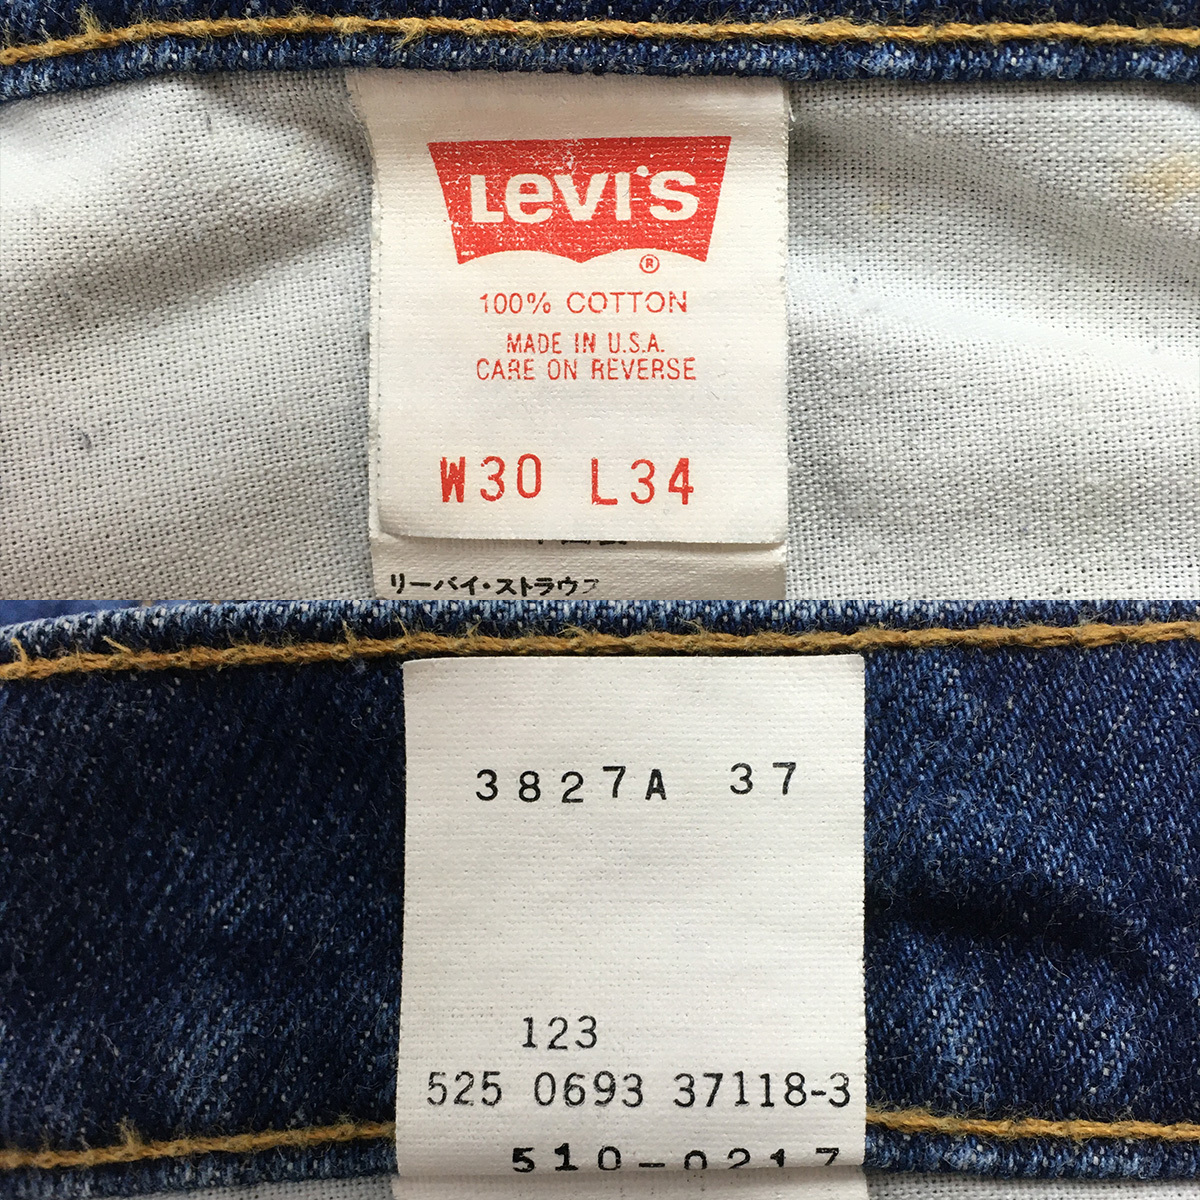 Levi's
®
100% COTTON
MADE IN U.S.A.
CARE ON REVERSE
W30 L34
リーバイ・ストラウ
3827A 37
123
525 0693 37118-3
510-0217